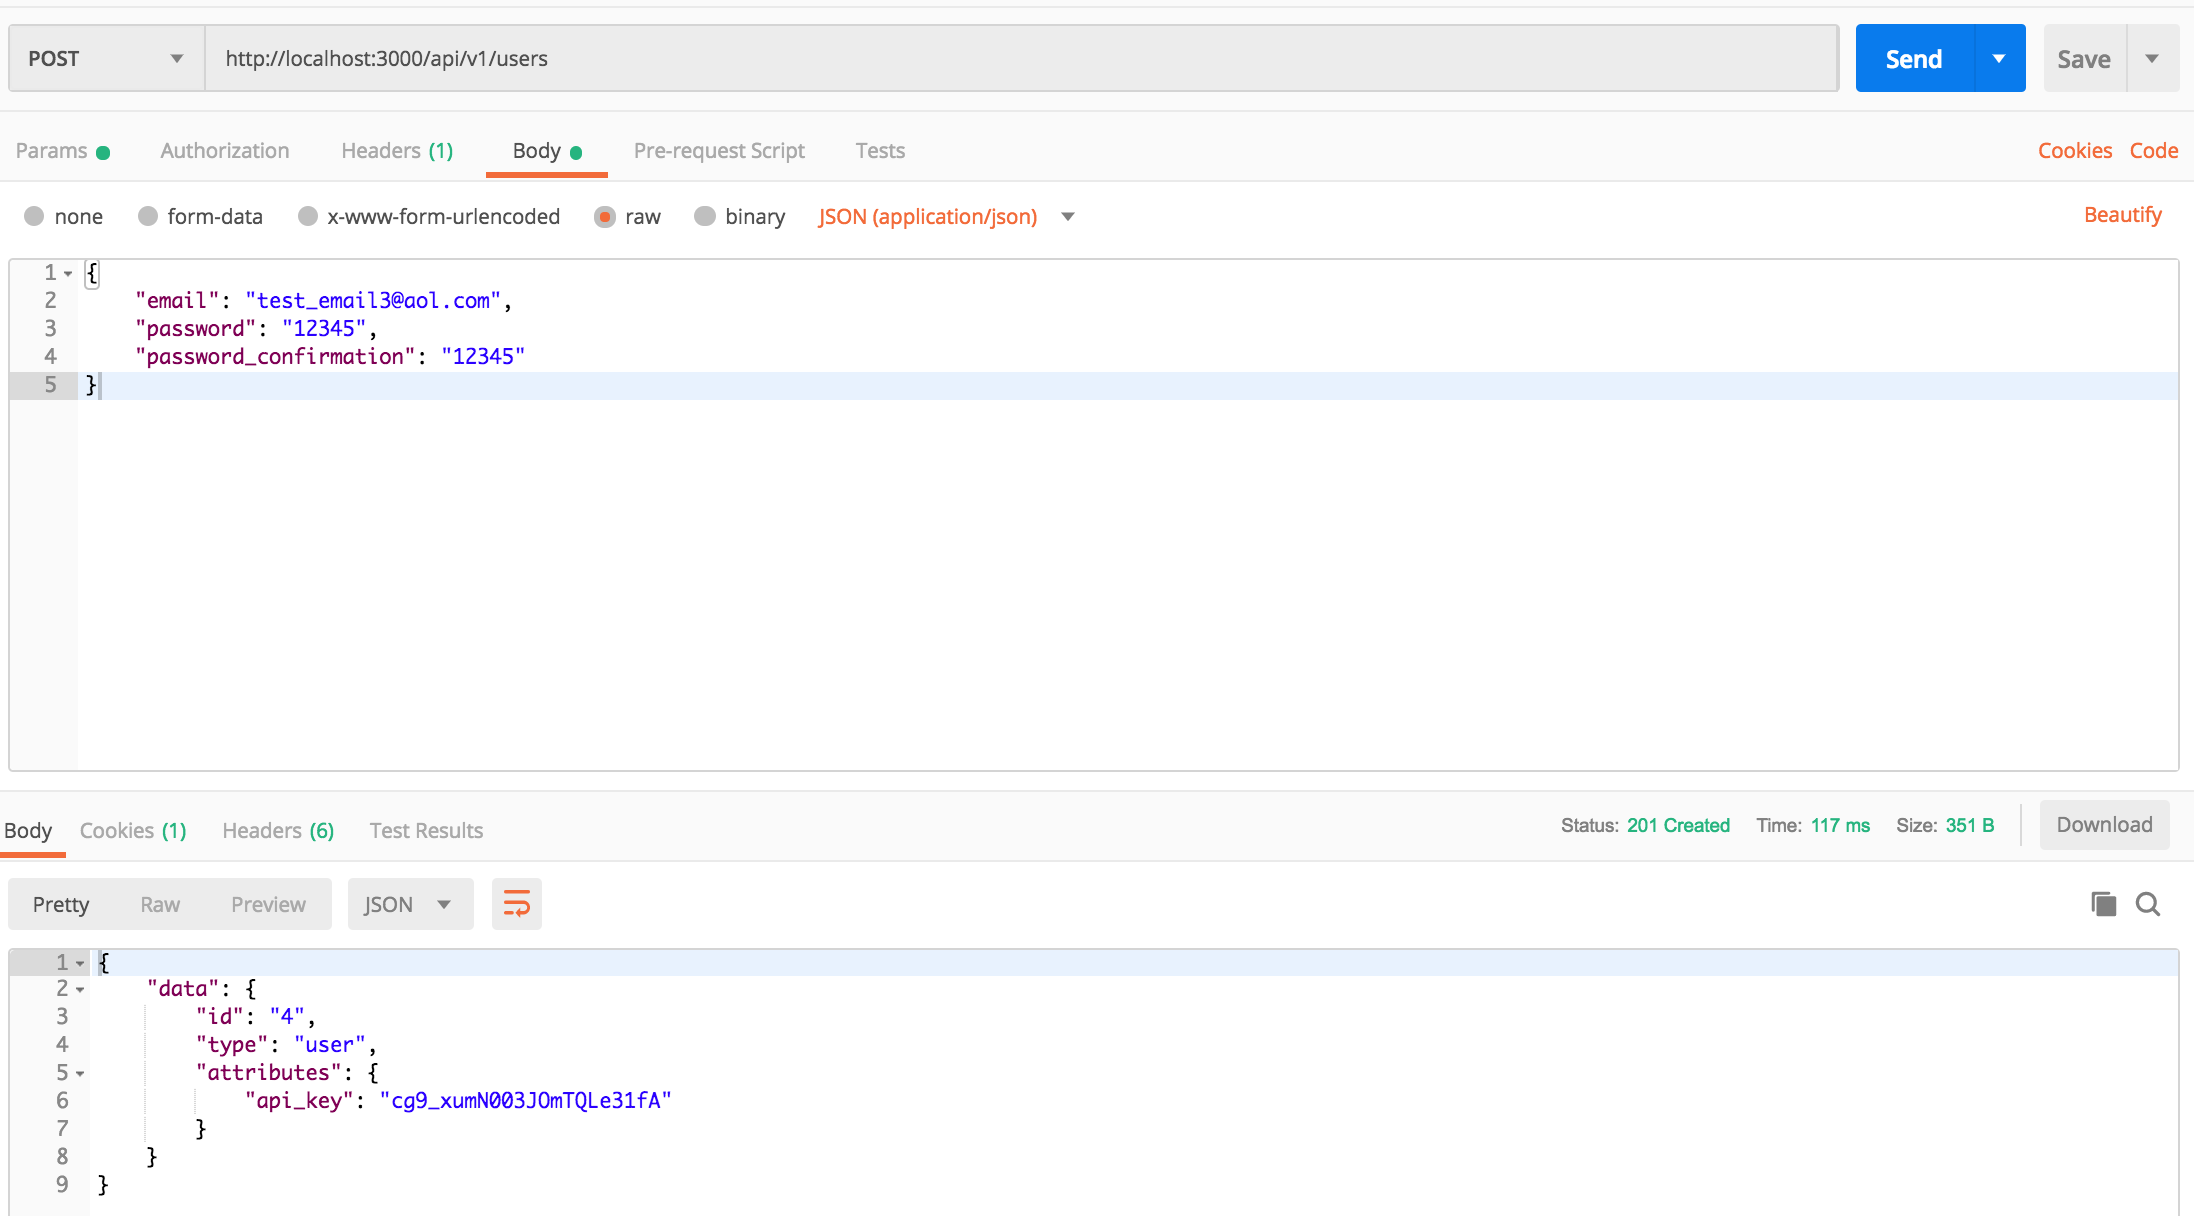 POST http://localhost:3000/api/v1/users Send Save
Params Authorization Headers (1) Body Pre-request Script Tests Cookies Code
none form-data x-www-form-urlencoded raw binary JSON (application/json) Beautify
1 {
2 "email": "test_email3@aol.com",
3 "password": "12345",
4 "password_confirmation": "12345"
5 }
Body Cookies (1) Headers (6) Test Results Status: 201 Created Time: 117 ms Size: 351 B Download
Pretty Raw Preview JSON
1 {
2 "data": {
3 "id": "4",
4 "type": "user",
5 "attributes": {
6 "api_key": "cg9_xumN003JOmTQLe31fA"
7 }
8 }
9 }